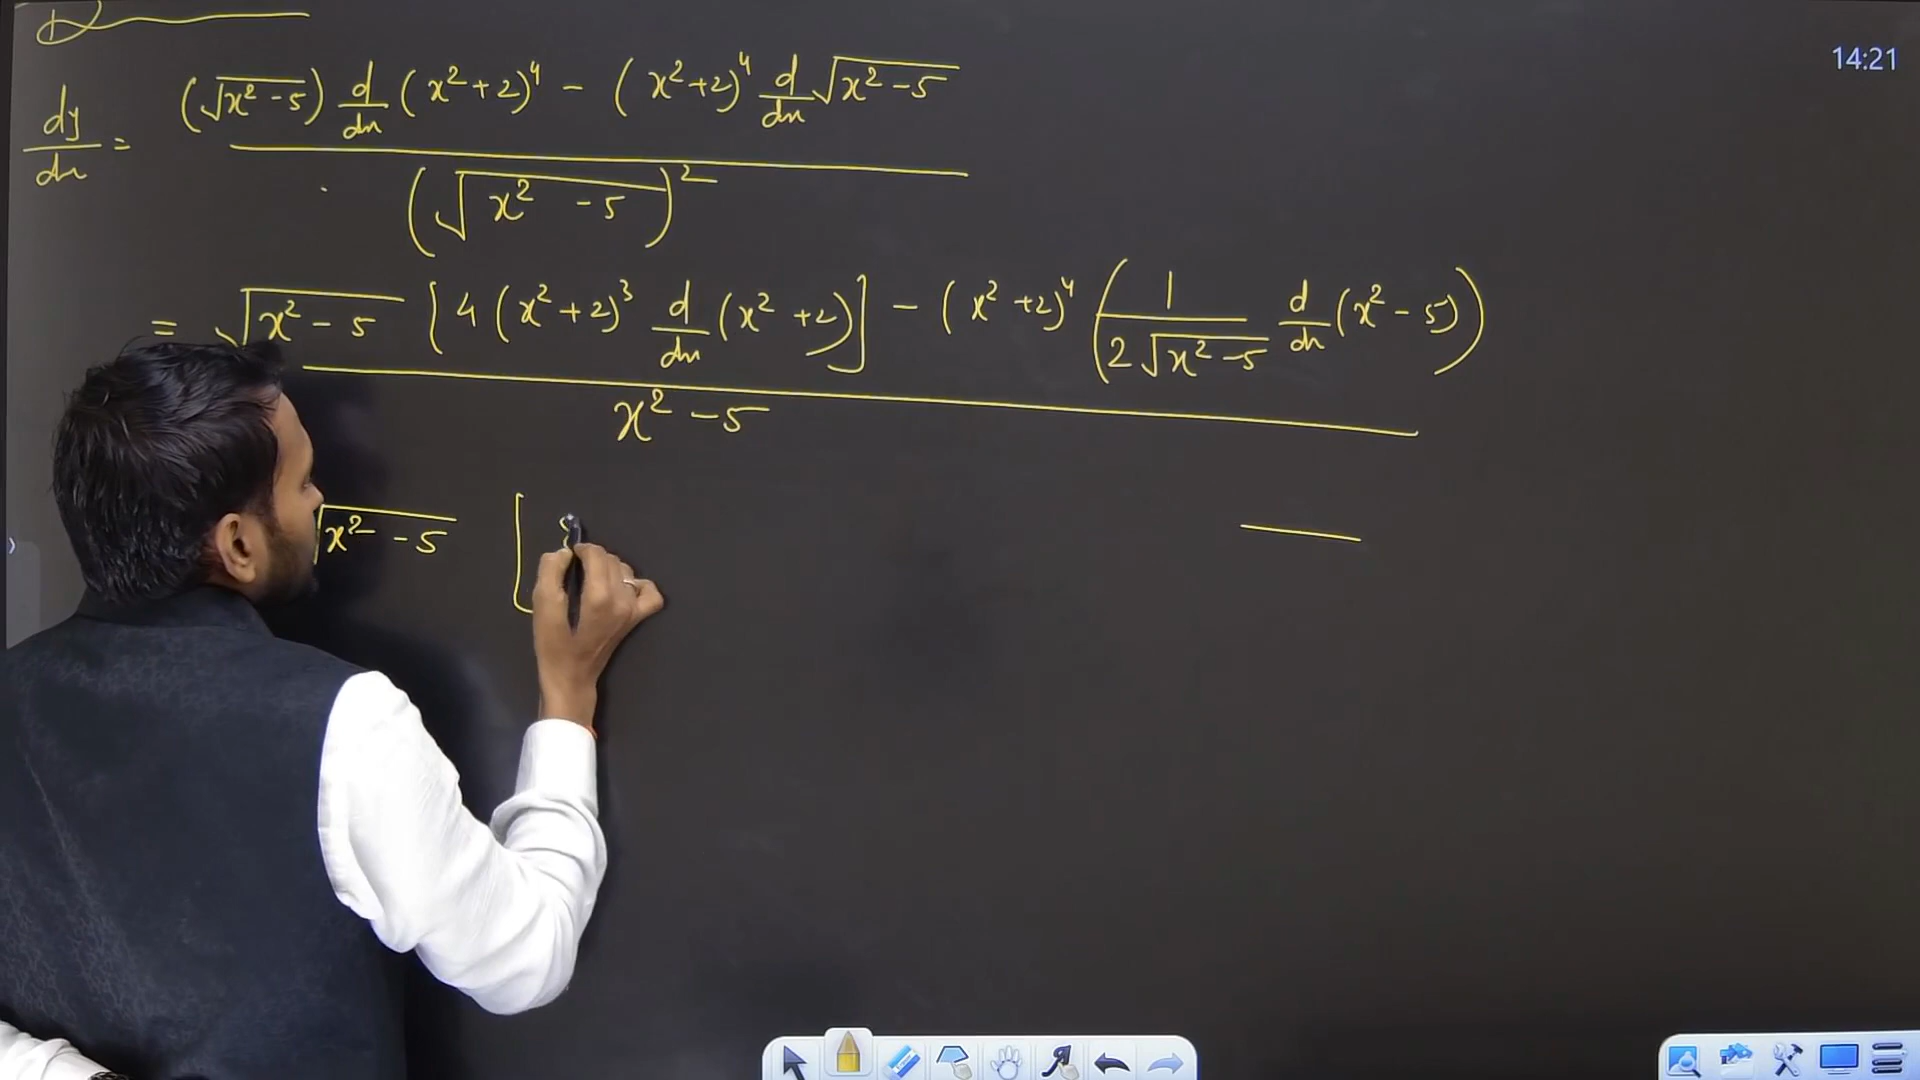 14:21
dy/dx = (√(x² - 5)) d/dx (x² + 2)⁴ - (x² + 2)⁴ d/dx √(x² - 5)
(√(x² - 5))²
= √(x² - 5) [4 (x² + 2)³ d/dx (x² + 2)] - (x² + 2)⁴ (1/(2√(x² - 5)) d/dx (x² - 5))
x² - 5
√(x² - 5) [